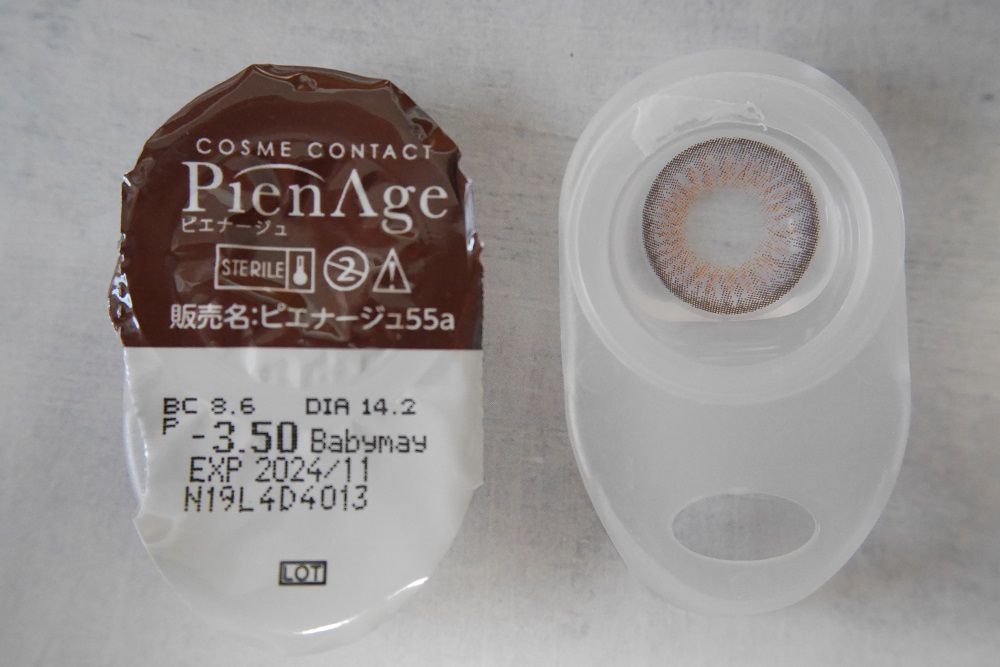 COSME CONTACT
PienAge
ピエナージュ
STERILE 2
販売名:ピエナージュ55a
BC 8.6 DIA 14.2
P -3.50 Babymay
EXP 2024/11
N19L4D4013
LOT